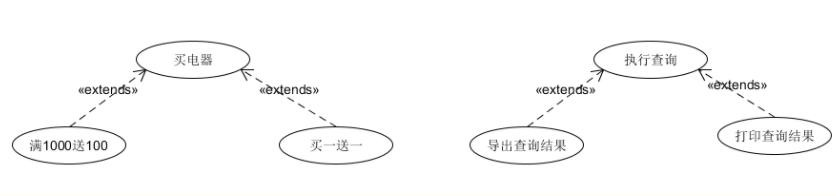 买电器
«extends»
«extends»
满1000送100
买一送一
执行查询
«extends»
«extends»
导出查询结果
打印查询结果